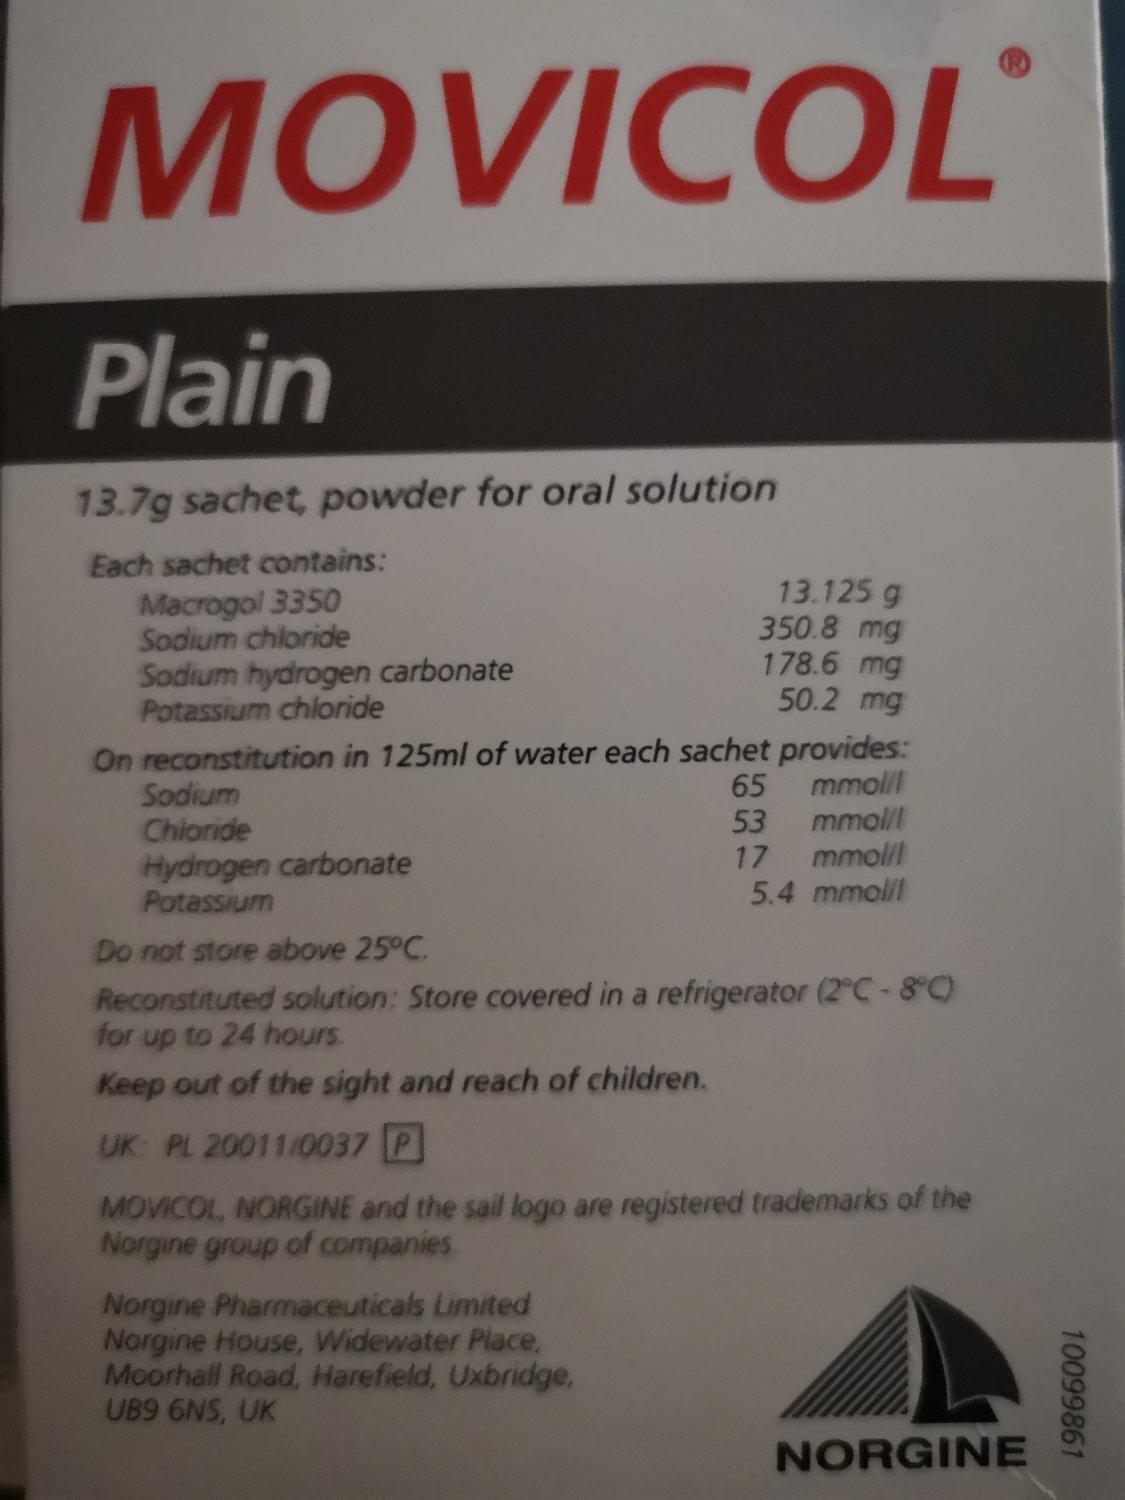 MOVICOL®
Plain
13.7g sachet, powder for oral solution
Each sachet contains:
Macrogol 3350 13.125 g
Sodium chloride 350.8 mg
Sodium hydrogen carbonate 178.6 mg
Potassium chloride 50.2 mg
On reconstitution in 125ml of water each sachet provides:
Sodium 65 mmol/l
Chloride 53 mmol/l
Hydrogen carbonate 17 mmol/l
Potassium 5.4 mmol/l
Do not store above 25ºC.
Reconstituted solution: Store covered in a refrigerator (2ºC - 8ºC)
for up to 24 hours.
Keep out of the sight and reach of children.
UK: PL 20011/0037 P
MOVICOL, NORGINE and the sail logo are registered trademarks of the
Norgine group of companies.
Norgine Pharmaceuticals Limited
Norgine House, Widewater Place,
Moorhall Road, Harefield, Uxbridge,
UB9 6NS, UK
NORGINE
10099861